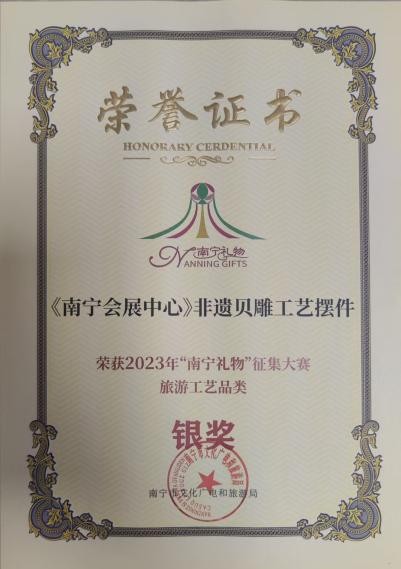 荣誉证书
HONORARY CERDENTIAL
南宁礼物
NANNING GIFTS
《南宁会展中心》非遗贝雕工艺摆件
荣获2023年“南宁礼物”征集大赛
旅游工艺品类
银奖
南宁市文化广电和旅游局